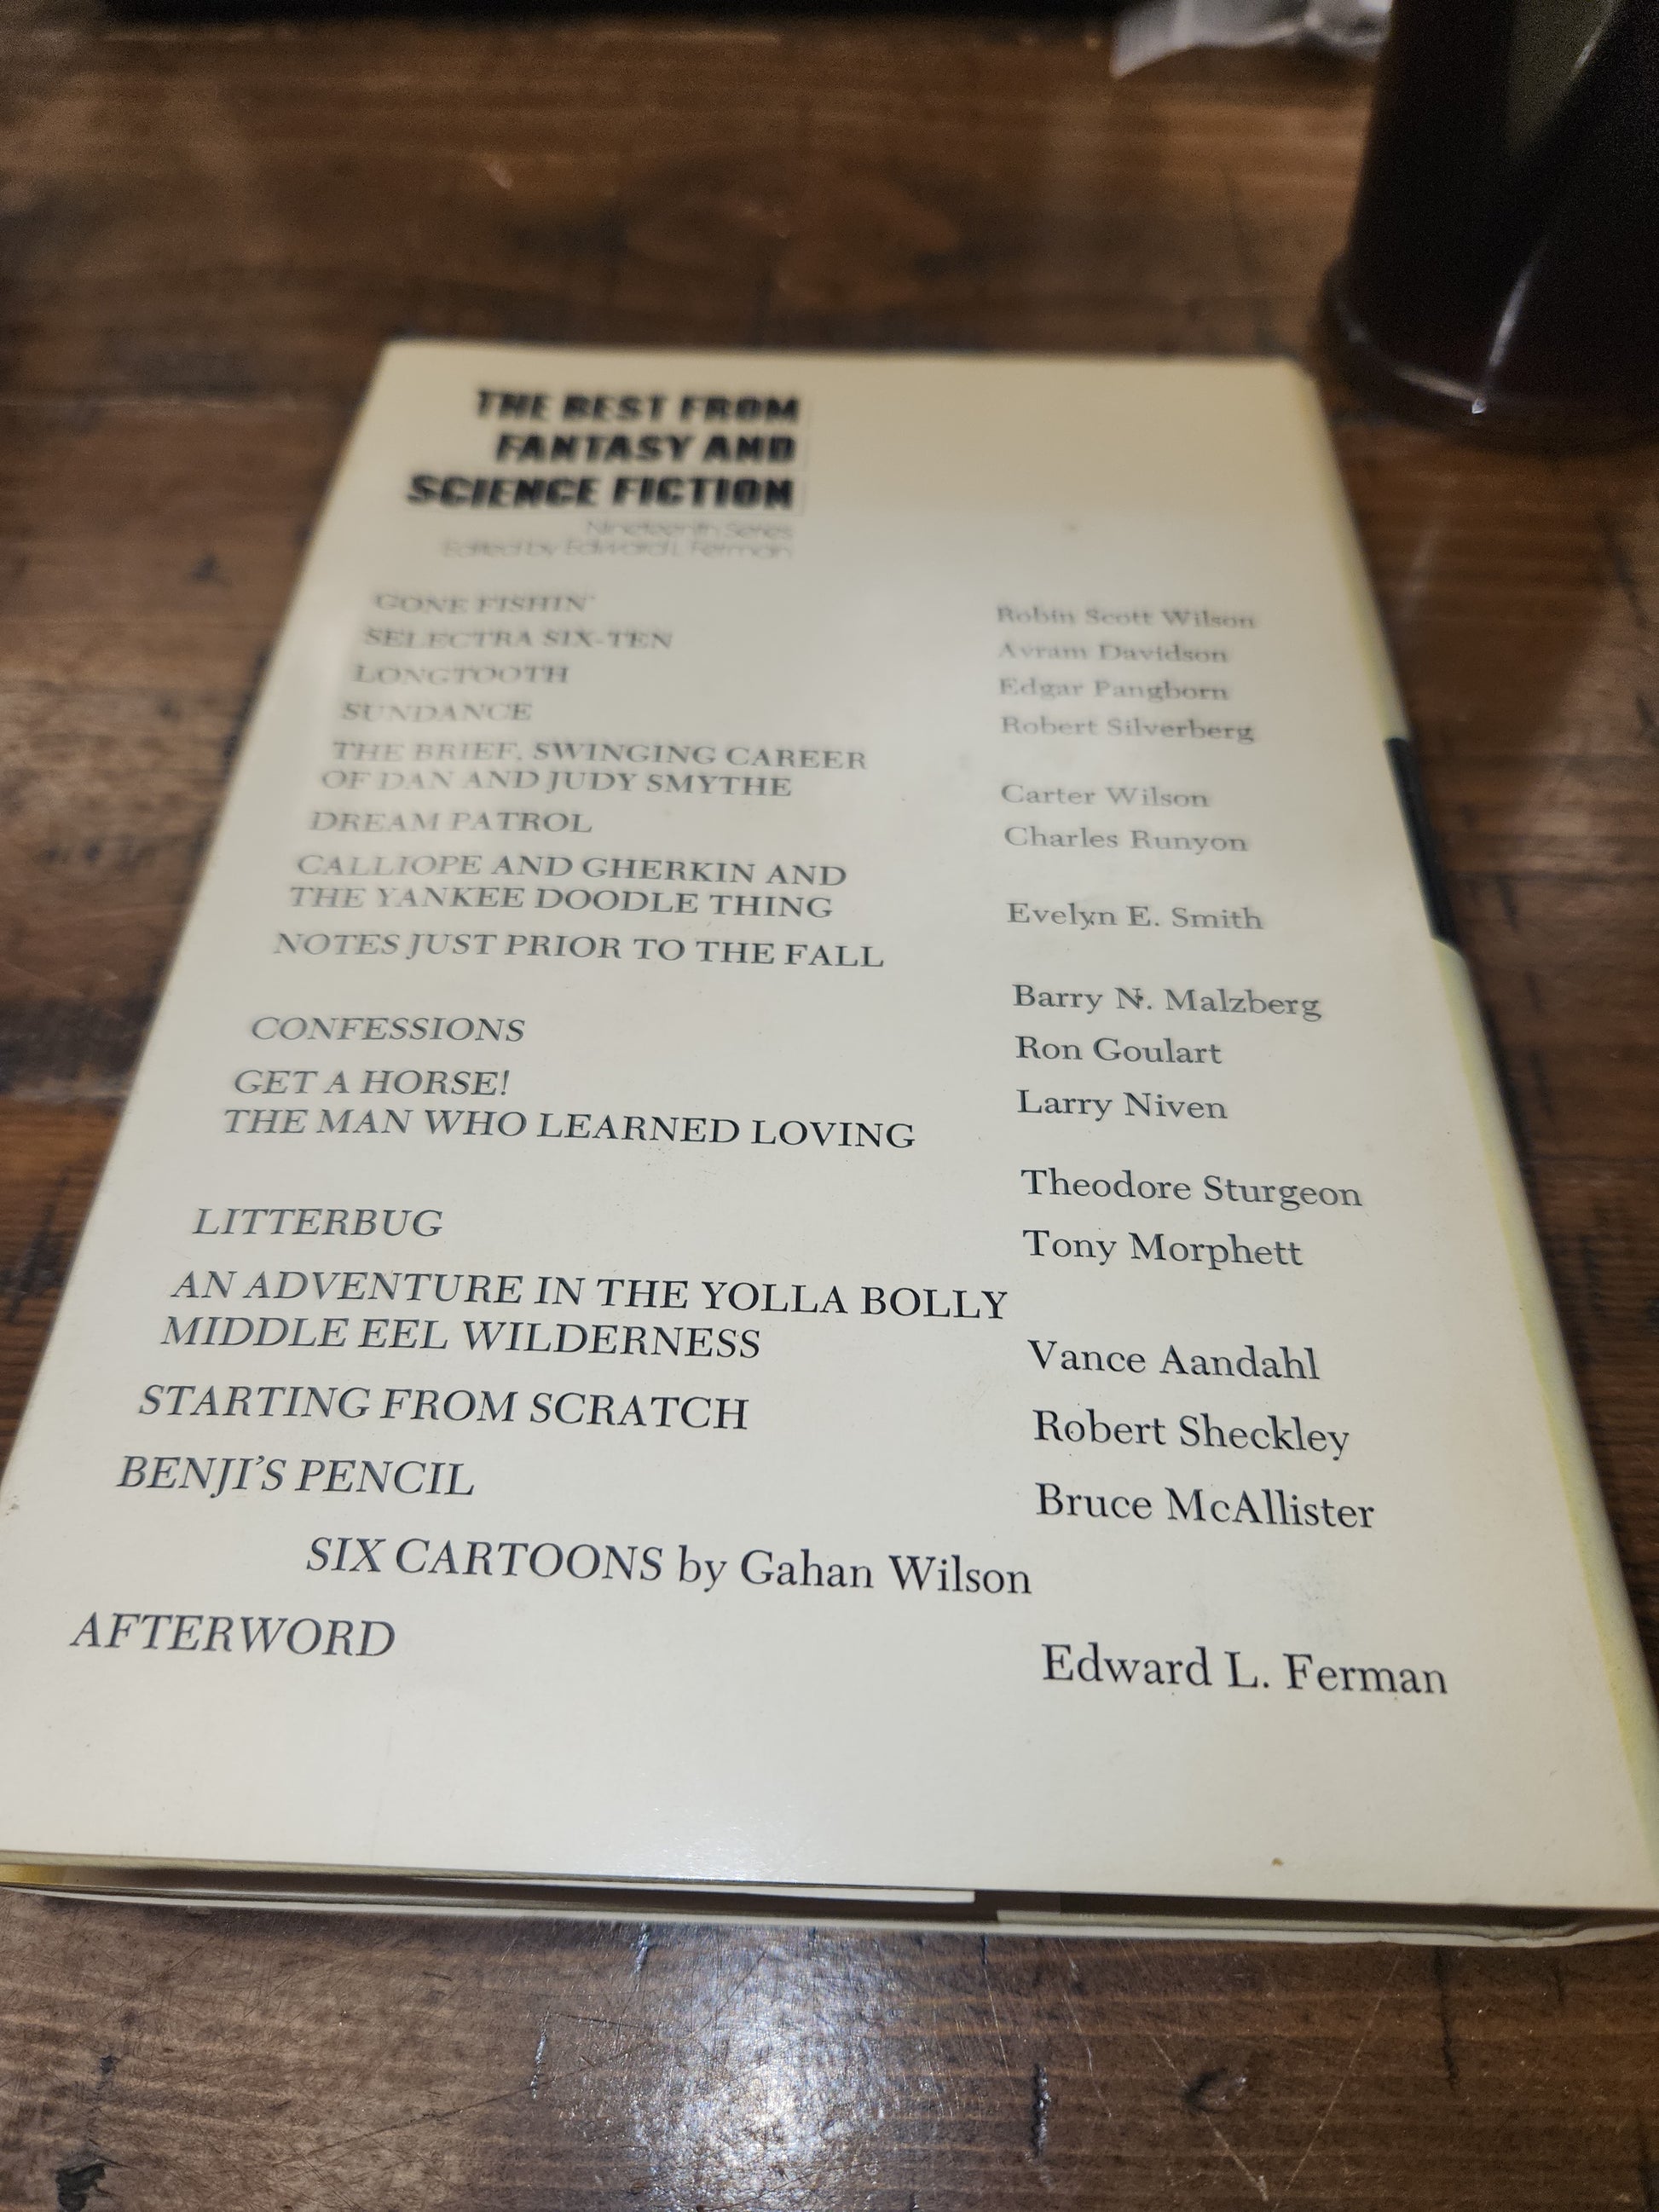 THE BEST FROM
FANTASY AND
SCIENCE FICTION
Nineteenth Series
Edited by Edward L. Ferman
GONE FISHIN' Robin Scott Wilson
SELECTRA SIX-TEN Avram Davidson
LONGTOOTH Edgar Pangborn
SUNDANCE Robert Silverberg
THE BRIEF, SWINGING CAREER
OF DAN AND JUDY SMYTHE Carter Wilson
DREAM PATROL Charles Runyon
CALLIOPE AND GHERKIN AND
THE YANKEE DOODLE THING Evelyn E. Smith
NOTES JUST PRIOR TO THE FALL Barry N. Malzberg
CONFESSIONS Ron Goulart
GET A HORSE! Larry Niven
THE MAN WHO LEARNED LOVING Theodore Sturgeon
LITTERBUG Tony Morphett
AN ADVENTURE IN THE YOLLA BOLLY
MIDDLE EEL WILDERNESS Vance Aandahl
STARTING FROM SCRATCH Robert Sheckley
BENJI'S PENCIL Bruce McAllister
SIX CARTOONS by Gahan Wilson
AFTERWORD Edward L. Ferman